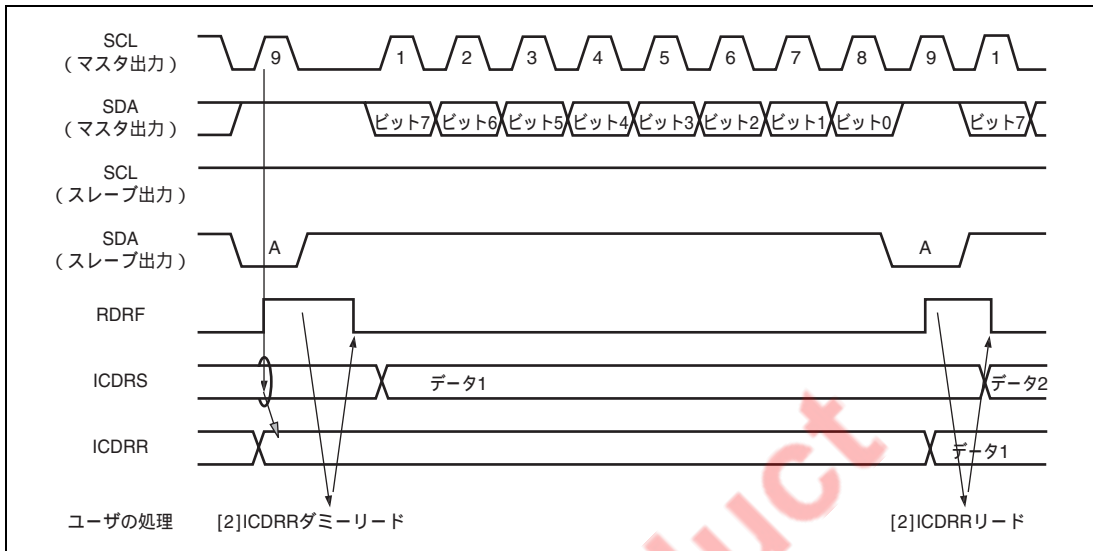 SCL
（マスタ出力）
9 1 2 3 4 5 6 7 8 9 1
SDA
（マスタ出力）
ビット7 ビット6 ビット5 ビット4 ビット3 ビット2 ビット1 ビット0 ビット7
SCL
（スレーブ出力）
SDA
（スレーブ出力）
A A
RDRF
ICDRS
データ1 データ2
ICDRR
データ1
ユーザの処理
[2]ICDRRダミーリード
[2]ICDRRリード
duct